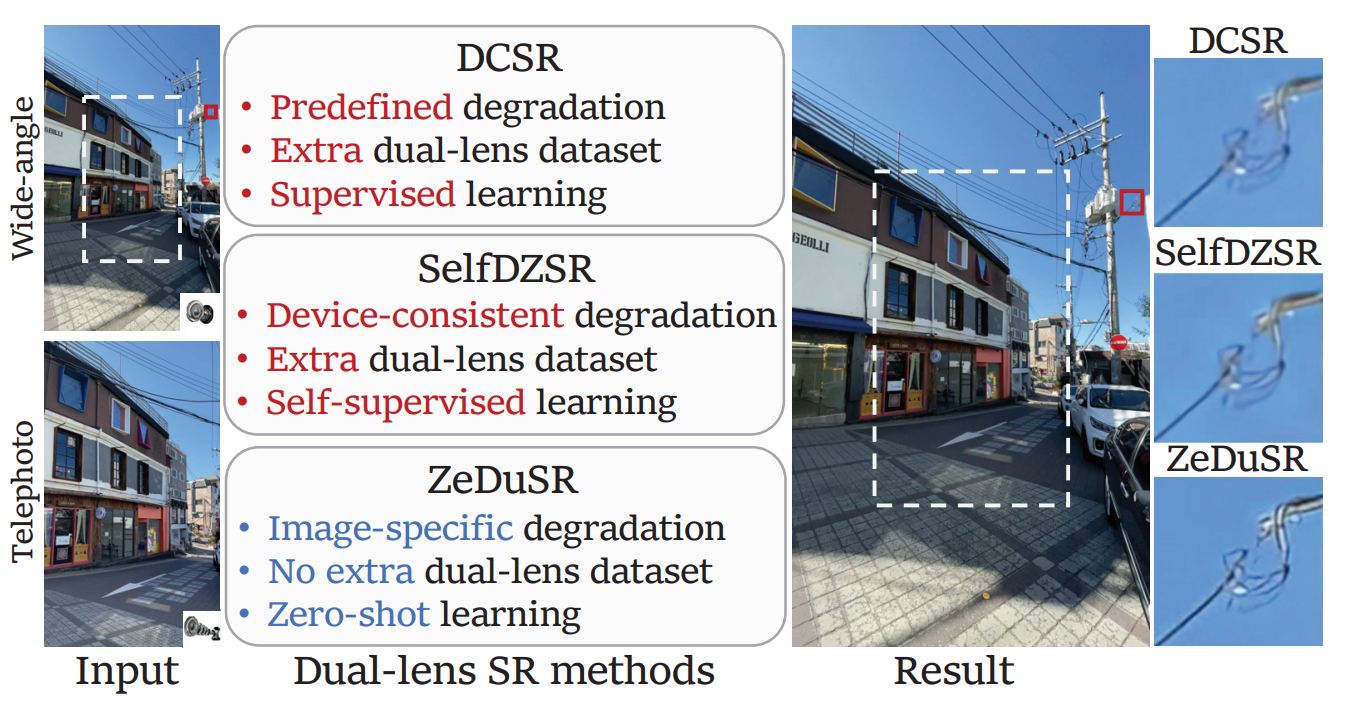 Wide-angle
GEOLLI
Telephoto
Input
DCSR
• Predefined degradation
• Extra dual-lens dataset
• Supervised learning
SelfDZSR
• Device-consistent degradation
• Extra dual-lens dataset
• Self-supervised learning
ZeDuSR
• Image-specific degradation
• No extra dual-lens dataset
• Zero-shot learning
Dual-lens SR methods
GEOLLI
Result
DCSR
SelfDZSR
ZeDuSR